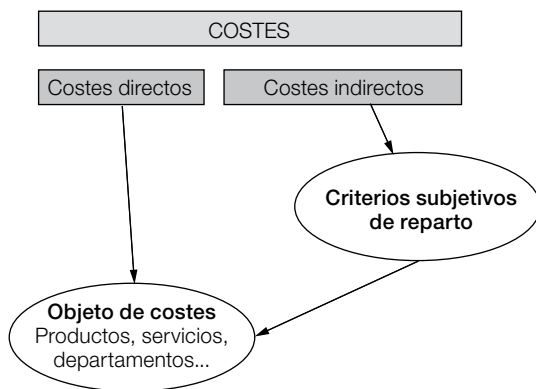 COSTES
Costes directos
Costes indirectos
Criterios subjetivos
de reparto
Objeto de costes
Productos, servicios,
departamentos...